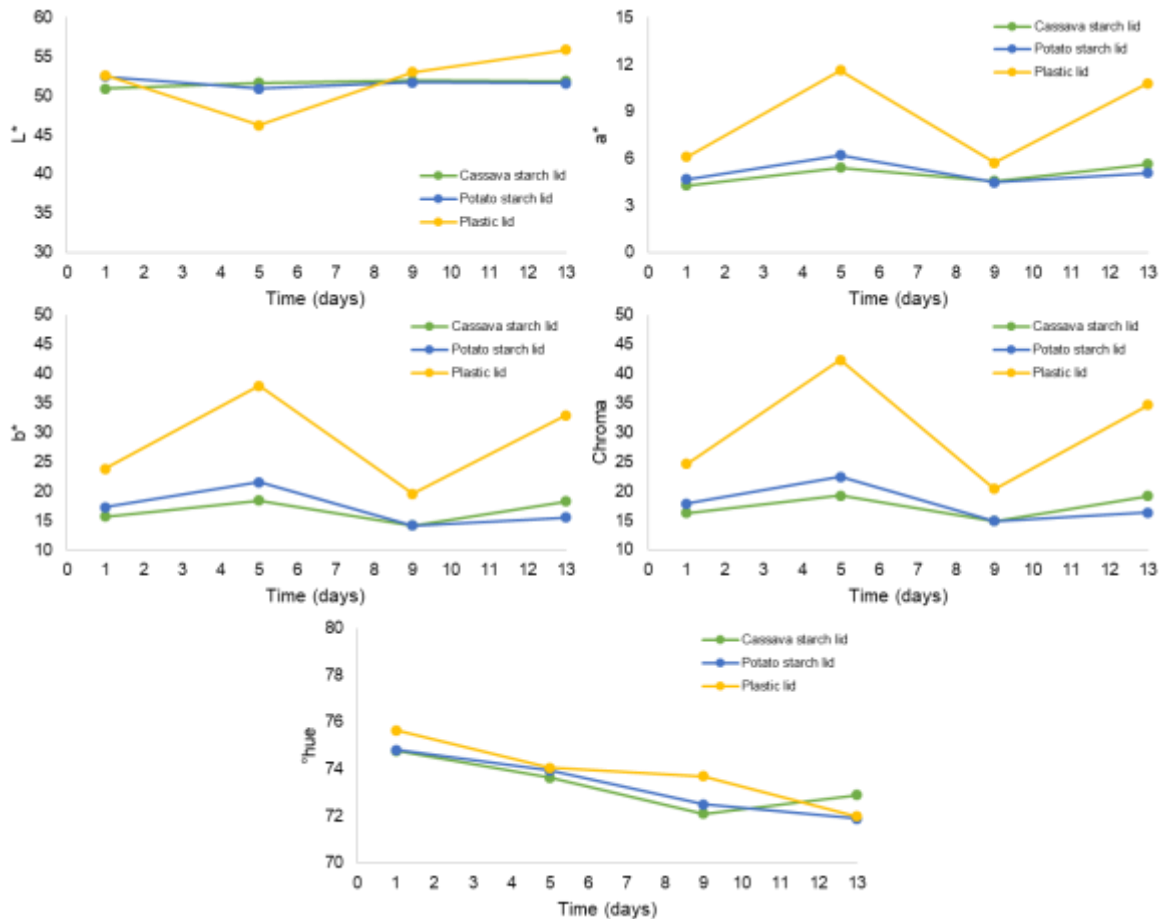 60
55
50
45
40
35
30
L*
Cassava starch lid
Potato starch lid
Plastic lid
0 1 2 3 4 5 6 7 8 9 10 11 12 13
Time (days)
15
12
9
6
3
0
a*
Cassava starch lid
Potato starch lid
Plastic lid
0 1 2 3 4 5 6 7 8 9 10 11 12 13
Time (days)
50
45
40
35
30
25
20
15
10
b*
Cassava starch lid
Potato starch lid
Plastic lid
0 1 2 3 4 5 6 7 8 9 10 11 12 13
Time (days)
50
45
40
35
30
25
20
15
10
Chroma
Cassava starch lid
Potato starch lid
Plastic lid
0 1 2 3 4 5 6 7 8 9 10 11 12 13
Time (days)
80
78
76
74
72
70
°hue
Cassava starch lid
Potato starch lid
Plastic lid
0 1 2 3 4 5 6 7 8 9 10 11 12 13
Time (days)